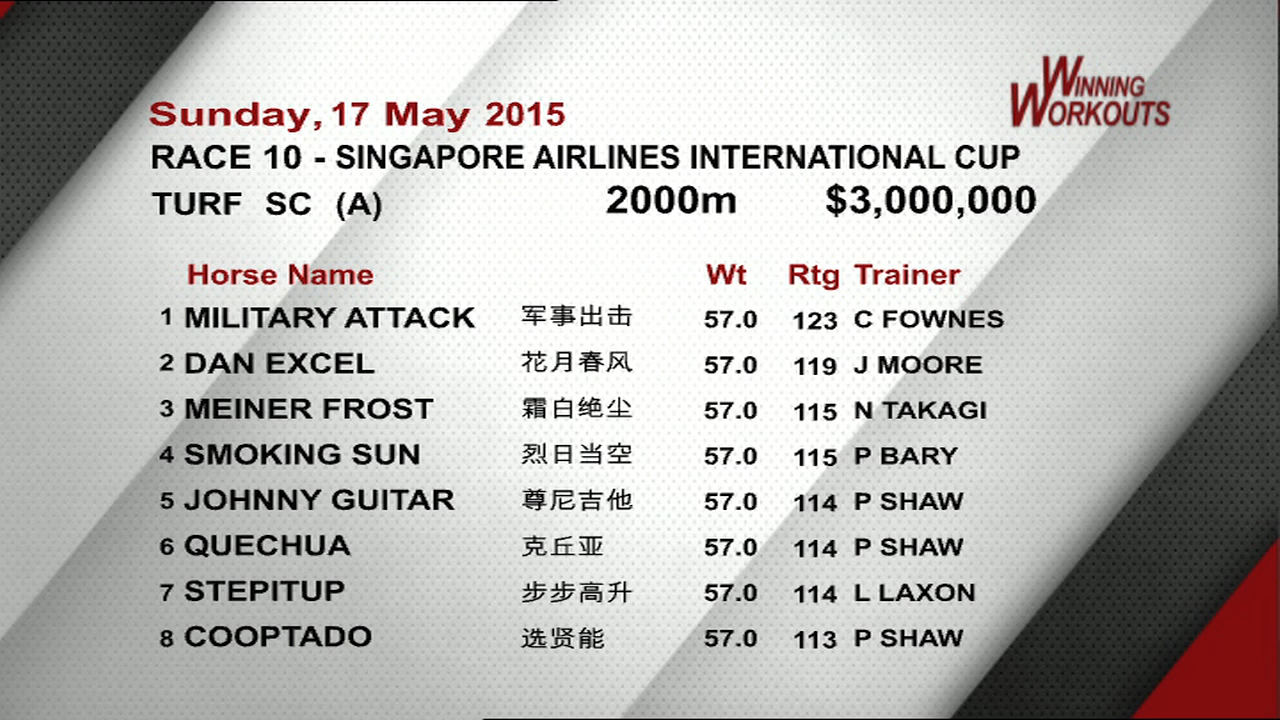 WINNING
WORKOUTS
Sunday, 17 May 2015
RACE 10 - SINGAPORE AIRLINES INTERNATIONAL CUP
TURF SC (A) 2000m $3,000,000
Horse Name Wt Rtg Trainer
1 MILITARY ATTACK 军事出击 57.0 123 C FOWNES
2 DAN EXCEL 花月春风 57.0 119 J MOORE
3 MEINER FROST 霜白绝尘 57.0 115 N TAKAGI
4 SMOKING SUN 烈日当空 57.0 115 P BARY
5 JOHNNY GUITAR 尊尼吉他 57.0 114 P SHAW
6 QUECHUA 克丘亚 57.0 114 P SHAW
7 STEPITUP 步步高升 57.0 114 L LAXON
8 COOPTADO 选贤能 57.0 113 P SHAW